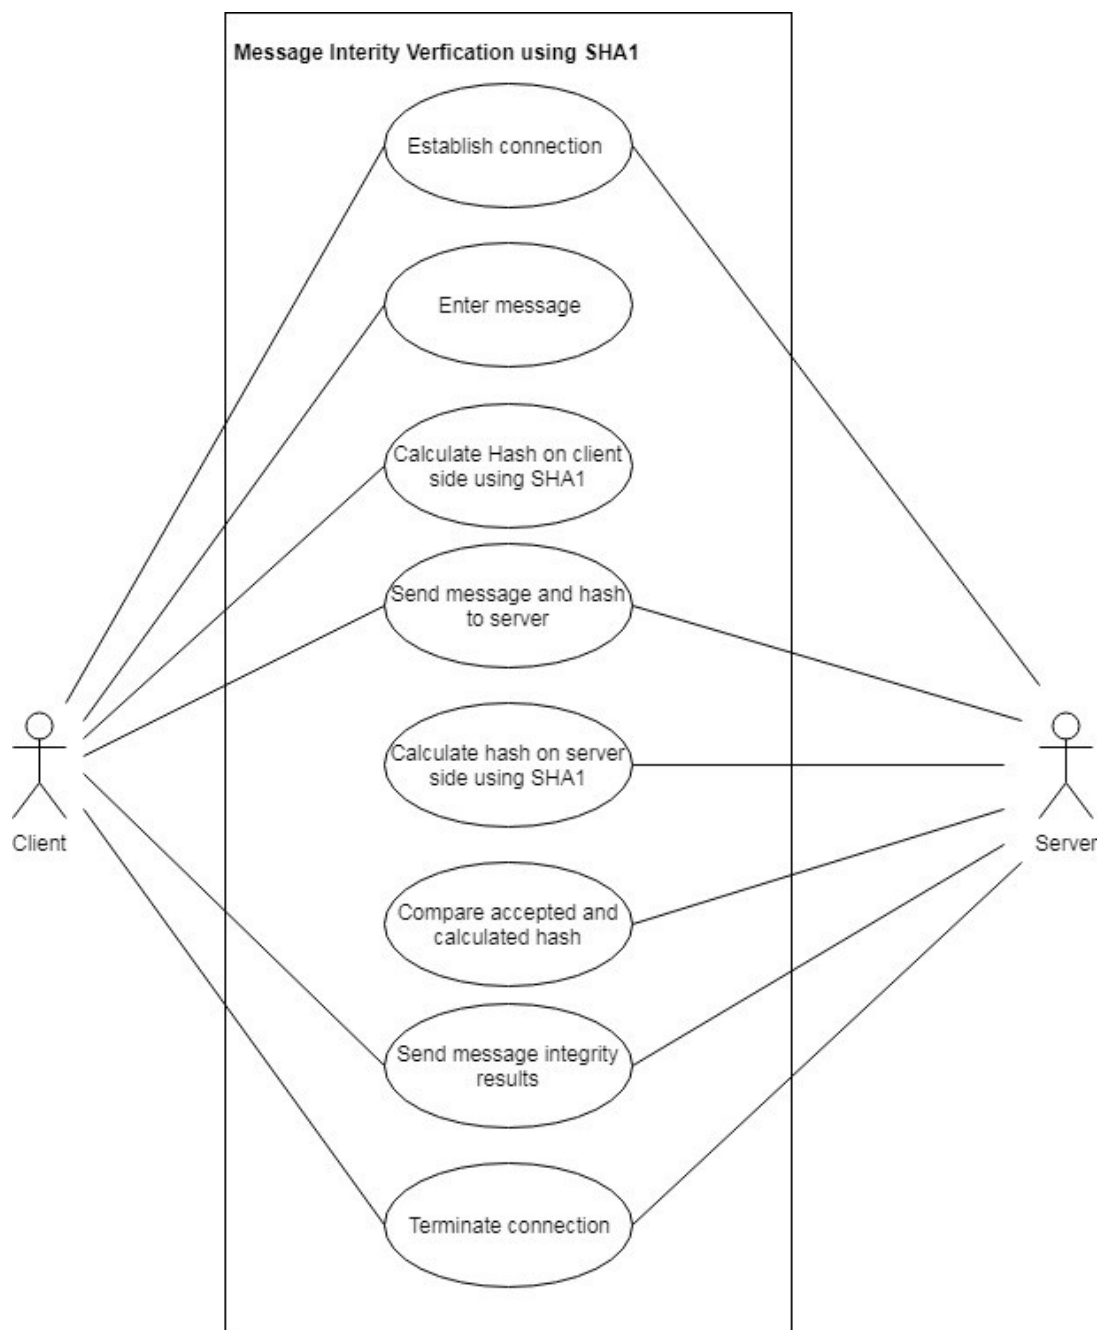 Message Interity Verfication using SHA1
Establish connection
Enter message
Calculate Hash on client
side using SHA1
Send message and hash
to server
Calculate hash on server
side using SHA1
Client
Server
Compare accepted and
calculated hash
Send message integrity
results
Terminate connection